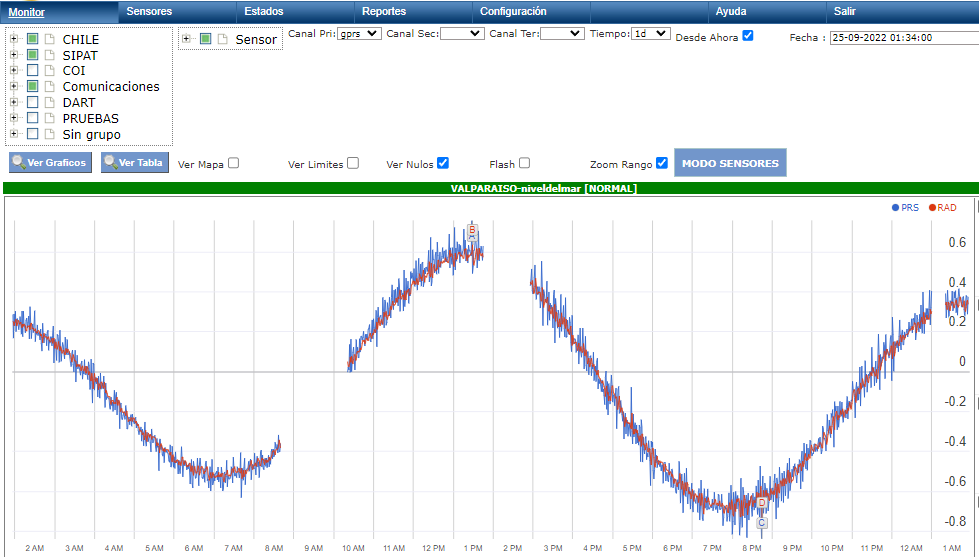 Monitor Sensores Estados Reportes Configuración Ayuda Salir
CHILE
SIPAT
COI
Comunicaciones
DART
PRUEBAS
Sin grupo
Sensor
Canal Pri: gprs Canal Sec: Canal Ter: Tiempo: 1d Desde Ahora Fecha : 25-09-2022 01:34:00
Ver Graficos Ver Tabla Ver Mapa Ver Limites Ver Nulos Flash Zoom Rango MODO SENSORES
VALPARAISO-niveldelmar [NORMAL]
PRS RAD
B
A
D
C
0.6
0.4
0.2
0
-0.2
-0.4
-0.6
-0.8
2 AM 3 AM 4 AM 5 AM 6 AM 7 AM 8 AM 9 AM 10 AM 11 AM 12 PM 1 PM 2 PM 3 PM 4 PM 5 PM 6 PM 7 PM 8 PM 9 PM 10 PM 11 PM 12 AM 1 AM